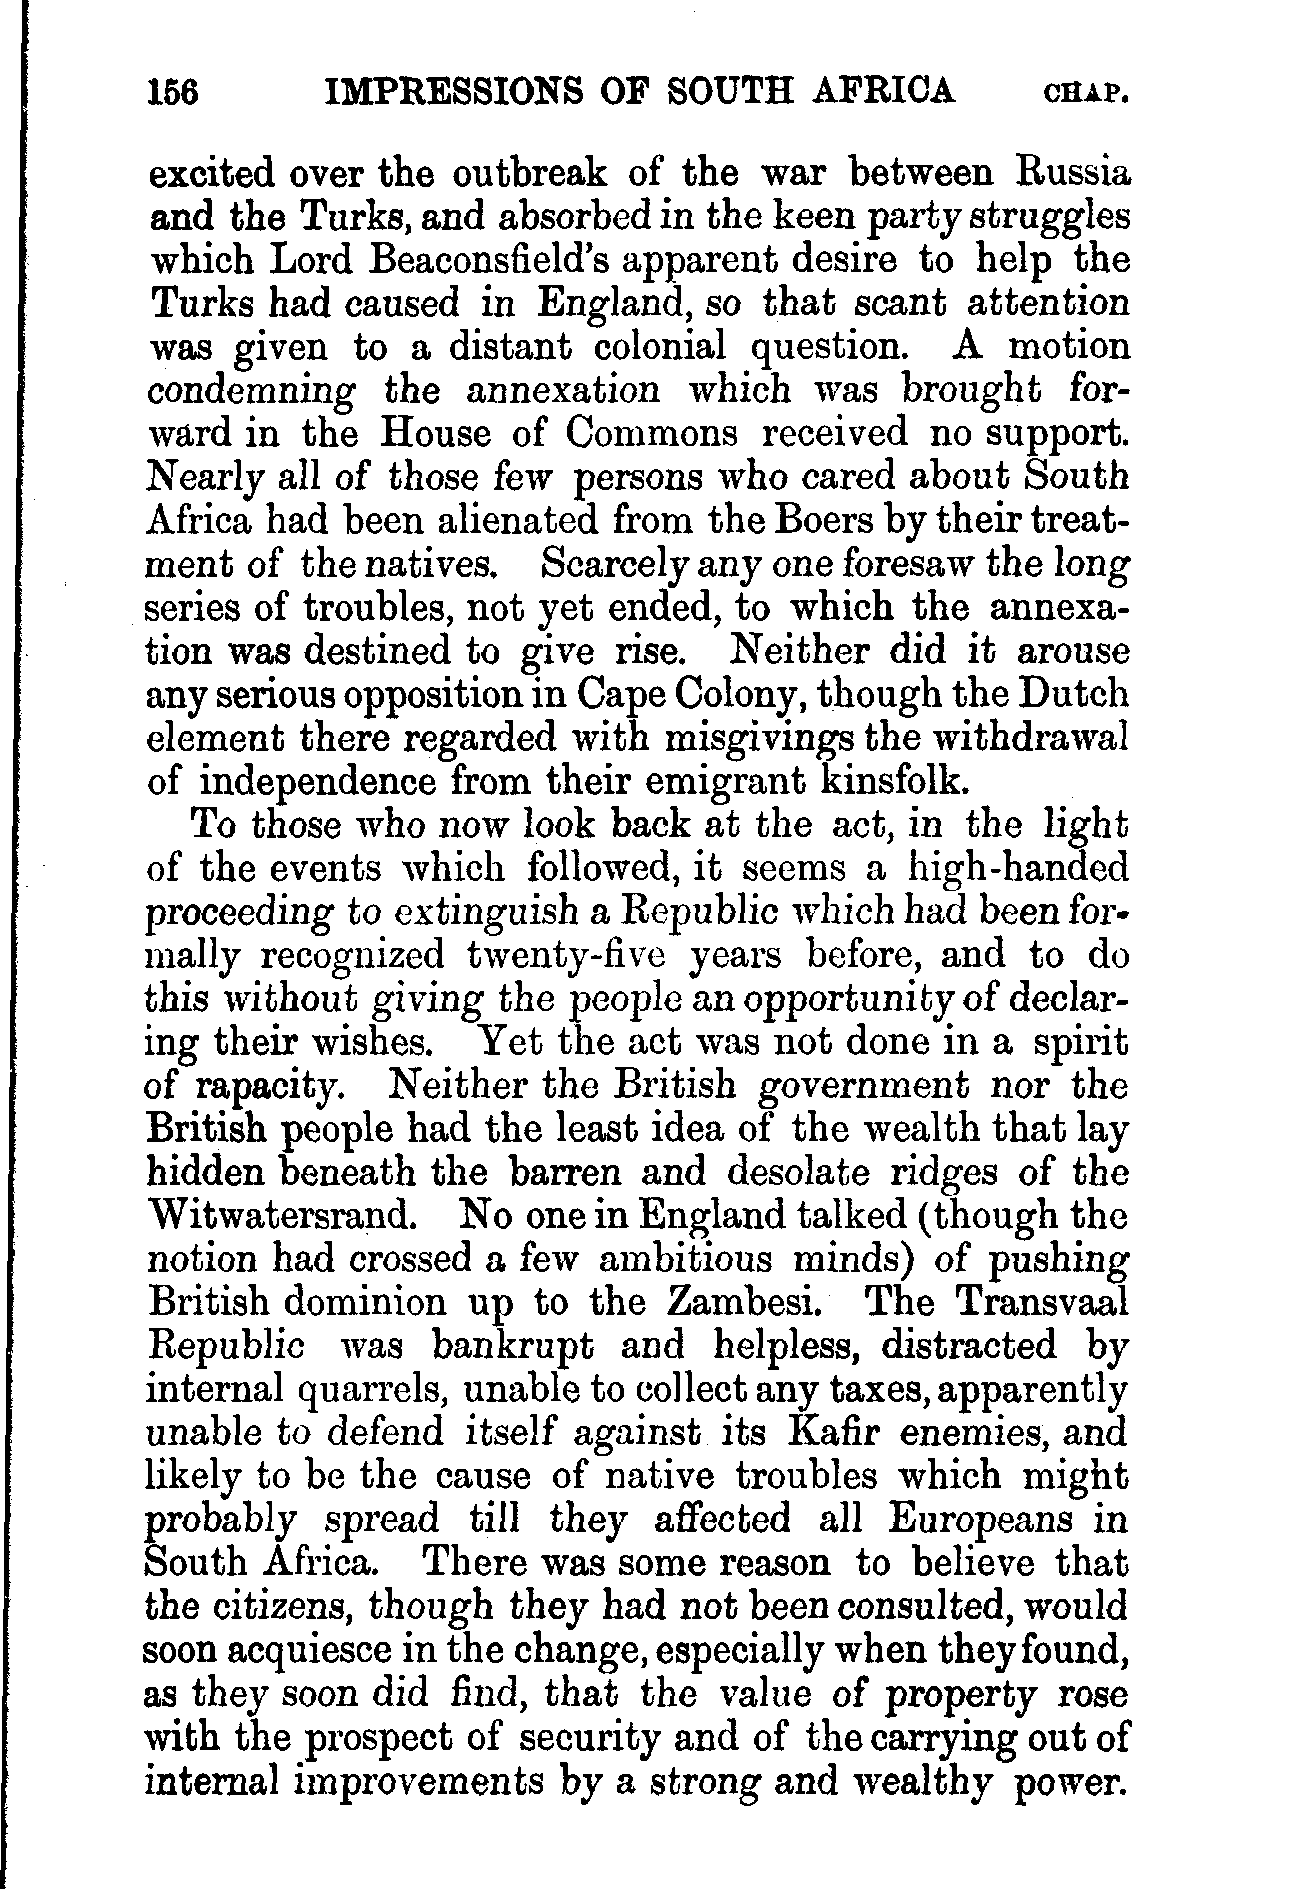 156 IMPRESSIONS OF SOUTH AFRICA CHAP.
excited over the outbreak of the war between Russia
and the Turks, and absorbed in the keen party struggles
which Lord Beaconsfield's apparent desire to help the
Turks had caused in England, so that scant attention
was given to a distant colonial question. A motion
condemning the annexation which was brought for-
ward in the House of Commons received no support.
Nearly all of those few persons who cared about South
Africa had been alienated from the Boers by their treat-
ment of the natives. Scarcely any one foresaw the long
series of troubles, not yet ended, to which the annexa-
tion was destined to give rise. Neither did it arouse
any serious opposition in Cape Colony, though the Dutch
element there regarded with misgivings the withdrawal
of independence from their emigrant kinsfolk.
To those who now look back at the act, in the light
of the events which followed, it seems a high-handed
proceeding to extinguish a Republic which had been for-
mally recognized twenty-five years before, and to do
this without giving the people an opportunity of declar-
ing their wishes. Yet the act was not done in a spirit
of rapacity. Neither the British government nor the
British people had the least idea of the wealth that lay
hidden beneath the barren and desolate ridges of the
Witwatersrand. No one in England talked (though the
notion had crossed a few ambitious minds) of pushing
British dominion up to the Zambesi. The Transvaal
Republic was bankrupt and helpless, distracted by
internal quarrels, unable to collect any taxes, apparently
unable to defend itself against its Kafir enemies, and
likely to be the cause of native troubles which might
probably spread till they affected all Europeans in
South Africa. There was some reason to believe that
the citizens, though they had not been consulted, would
soon acquiesce in the change, especially when they found,
as they soon did find, that the value of property rose
with the prospect of security and of the carrying out of
internal improvements by a strong and wealthy power.